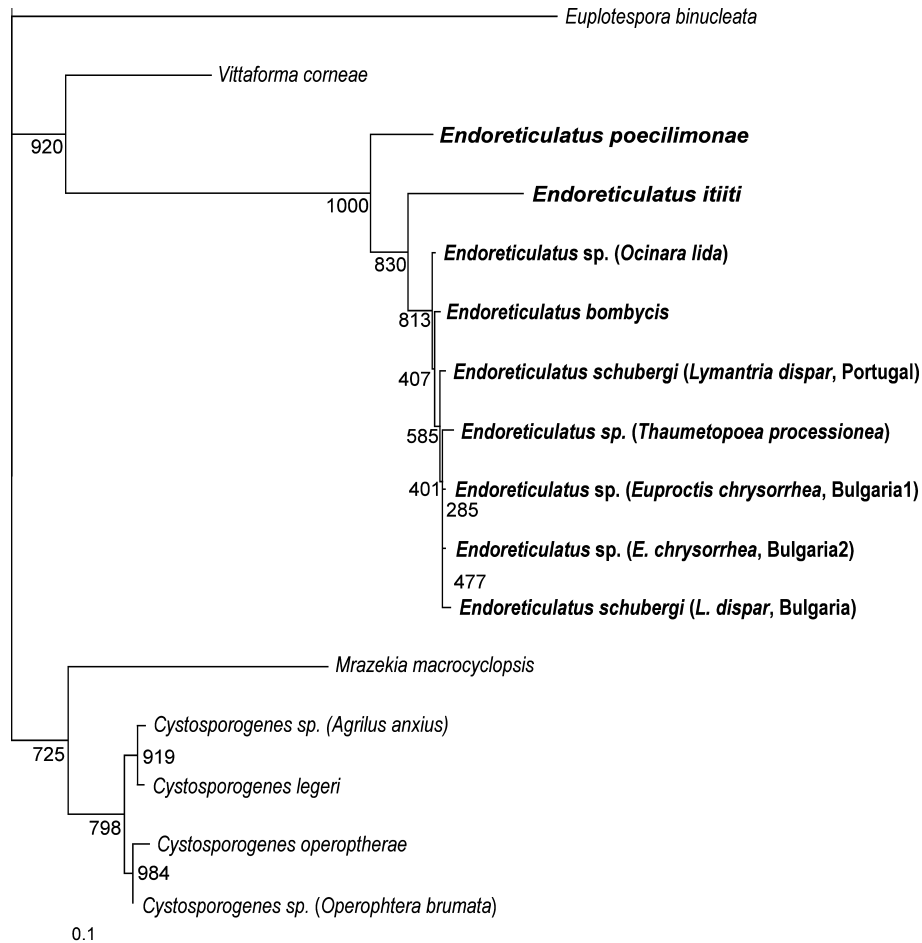 Euplotespora binucleata
Vittaforma corneae
920
Endoreticulatus poecilimonae
1000
Endoreticulatus itiiti
830
Endoreticulatus sp. (Ocinara lida)
813
Endoreticulatus bombycis
407
Endoreticulatus schubergi (Lymantria dispar, Portugal)
585
Endoreticulatus sp. (Thaumetopoea processionea)
401
Endoreticulatus sp. (Euproctis chrysorrhea, Bulgaria1)
285
Endoreticulatus sp. (E. chrysorrhea, Bulgaria2)
477
Endoreticulatus schubergi (L. dispar, Bulgaria)
Mrazekia macrocyclopsis
725
Cystosporogenes sp. (Agrilus anxius)
919
Cystosporogenes legeri
798
Cystosporogenes operoptherae
984
Cystosporogenes sp. (Operophtera brumata)
0.1